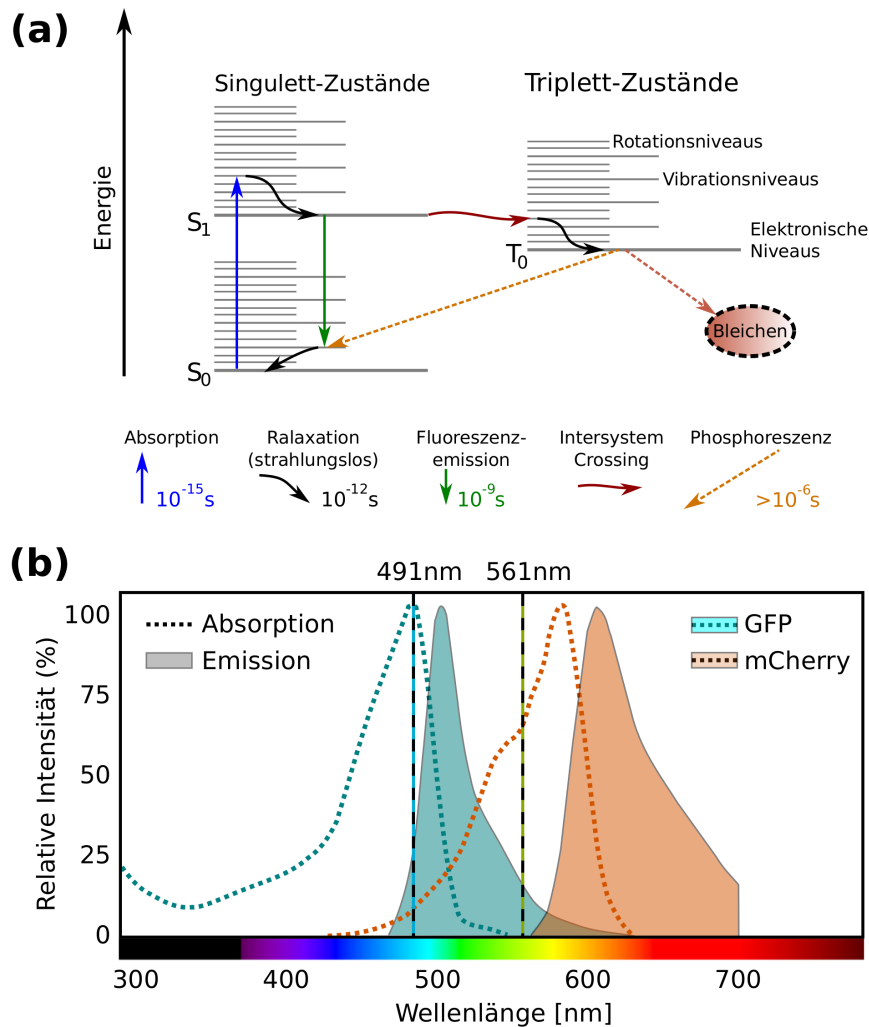 (a)
Energie
Singulett-Zustände
Triplett-Zustände
Rotationsniveaus
Vibrationsniveaus
Elektronische
Niveaus
S1
T0
S0
Bleichen
Absorption
10-15s
Ralaxation
(strahlungslos)
10-12s
Fluoreszenz-
emission
10-9s
Intersystem
Crossing
Phosphoreszenz
>10-6s
(b)
491nm 561nm
Relative Intensität (%)
100
75
50
25
0
Absorption
Emission
GFP
mCherry
300 400 500 600 700
Wellenlänge [nm]